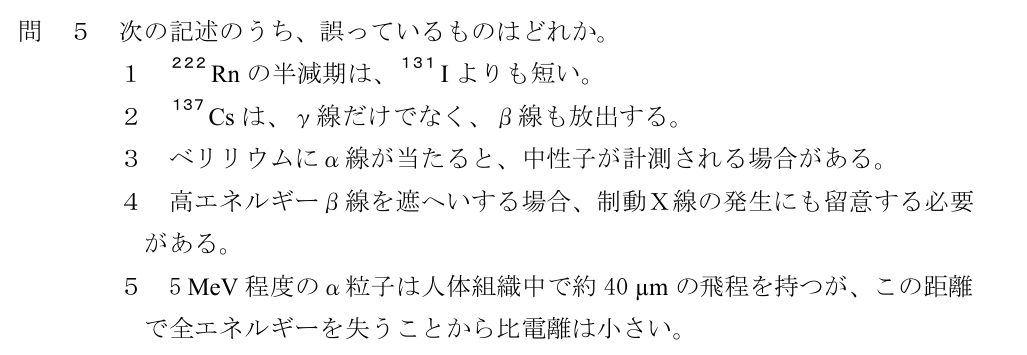 問　５　次の記述のうち、誤っているものはどれか。
１　²²²Rn の半減期は、¹³¹I よりも短い。
２　¹³⁷Cs は、γ線だけでなく、β線も放出する。
３　ベリリウムにα線が当たると、中性子が計測される場合がある。
４　高エネルギーβ線を遮へいする場合、制動Ｘ線の発生にも留意する必要
がある。
５　5 MeV 程度のα粒子は人体組織中で約 40 μm の飛程を持つが、この距離
で全エネルギーを失うことから比電離は小さい。